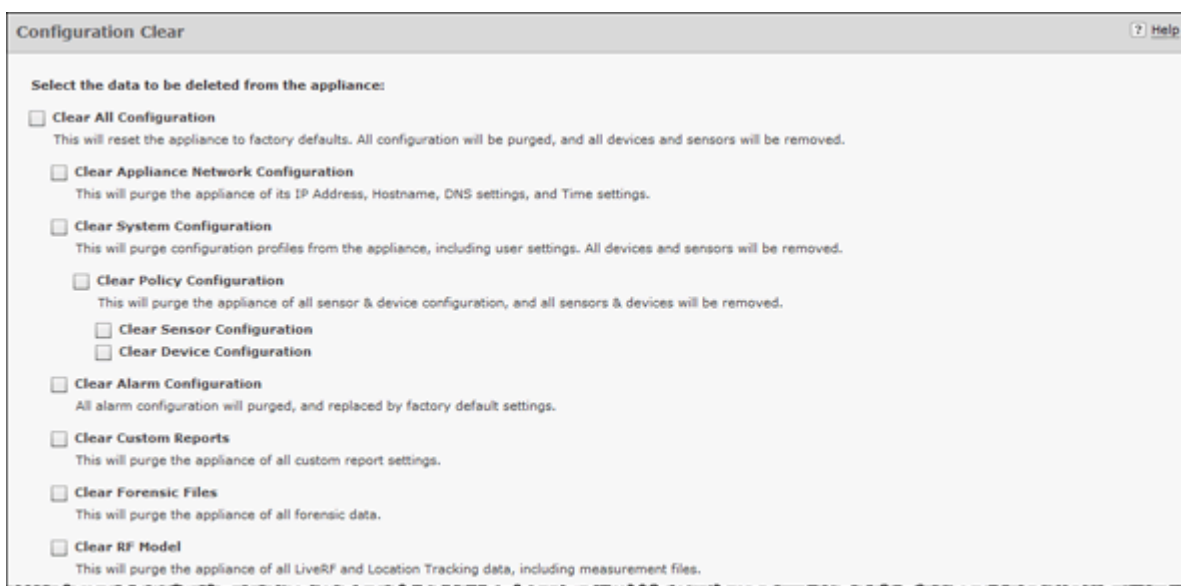 Configuration Clear
? Help
Select the data to be deleted from the appliance:
Clear All Configuration
This will reset the appliance to factory defaults. All configuration will be purged, and all devices and sensors will be removed.
Clear Appliance Network Configuration
This will purge the appliance of its IP Address, Hostname, DNS settings, and Time settings.
Clear System Configuration
This will purge configuration profiles from the appliance, including user settings. All devices and sensors will be removed.
Clear Policy Configuration
This will purge the appliance of all sensor & device configuration, and all sensors & devices will be removed.
Clear Sensor Configuration
Clear Device Configuration
Clear Alarm Configuration
All alarm configuration will purged, and replaced by factory default settings.
Clear Custom Reports
This will purge the appliance of all custom report settings.
Clear Forensic Files
This will purge the appliance of all forensic data.
Clear RF Model
This will purge the appliance of all LiveRF and Location Tracking data, including measurement files.